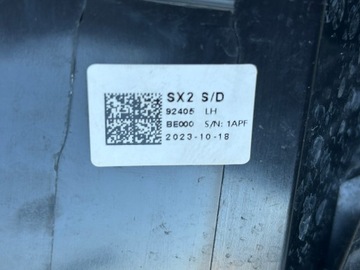 SX2 S/D
92405 LH
BE000 S/N: 1APF
2023-10-18